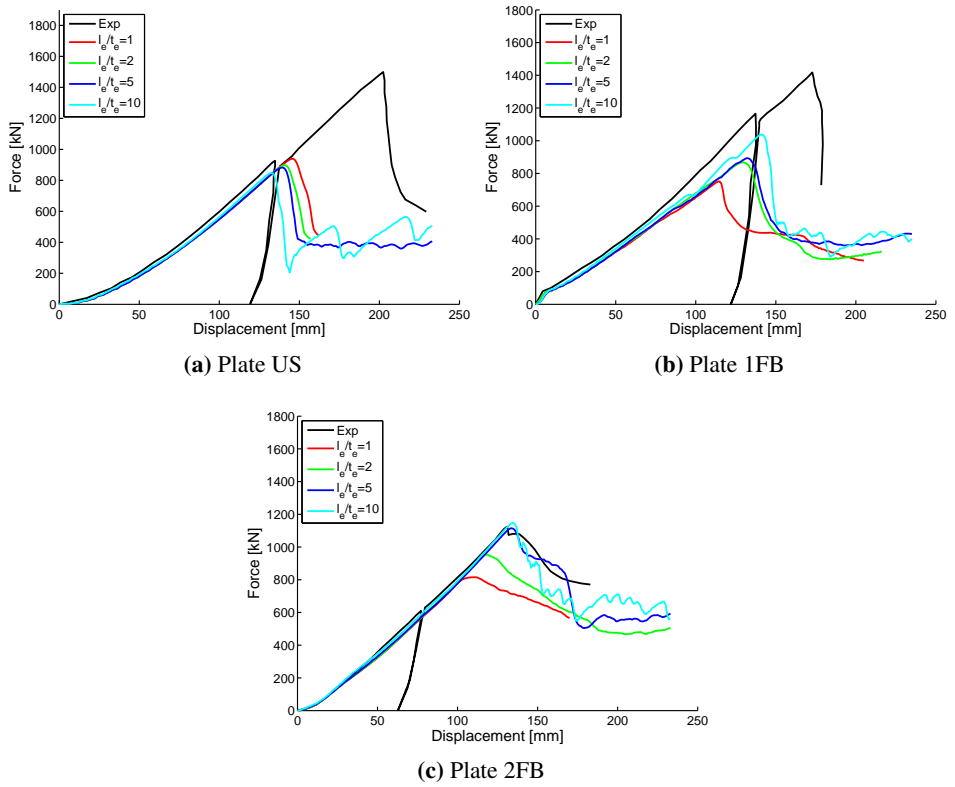 1800
1600
1400
1200
1000
800
600
400
200
0
Force [kN]
Exp
l_e/t_e=1
l_e/t_e=2
l_e/t_e=5
l_e/t_e=10
0 50 100 150 200 250
Displacement [mm]
(a) Plate US
1800
1600
1400
1200
1000
800
600
400
200
0
Force [kN]
Exp
l_e/t_e=1
l_e/t_e=2
l_e/t_e=5
l_e/t_e=10
0 50 100 150 200 250
Displacement [mm]
(b) Plate 1FB
1800
1600
1400
1200
1000
800
600
400
200
0
Force [kN]
Exp
l_e/t_e=1
l_e/t_e=2
l_e/t_e=5
l_e/t_e=10
0 50 100 150 200 250
Displacement [mm]
(c) Plate 2FB